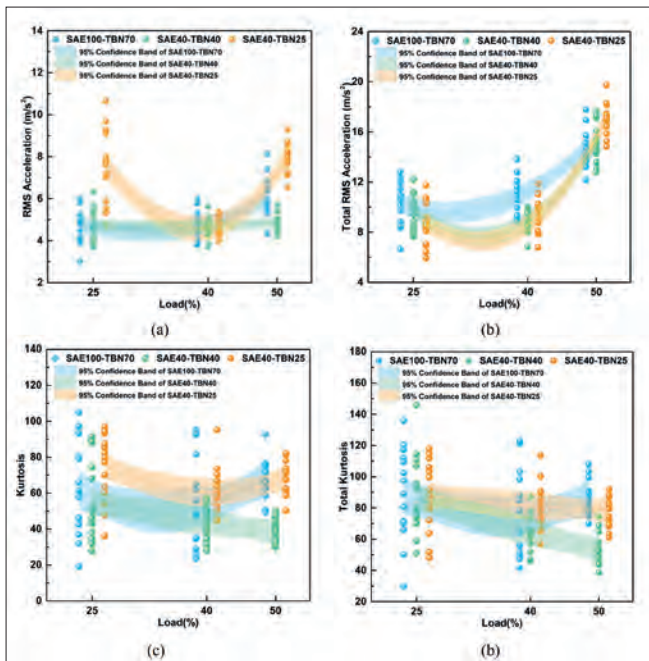 SAE100-TBN70 SAE40-TBN40 SAE40-TBN25
95% Confidence Band of SAE100-TBN70
95% Confidence Band of SAE40-TBN40
95% Confidence Band of SAE40-TBN25
RMS Acceleration (m/s²)
14
12
10
8
6
4
2
25 40 50
Load(%)
(a)
SAE100-TBN70 SAE40-TBN40 SAE40-TBN25
95% Confidence Band of SAE100-TBN70
95% Confidence Band of SAE40-TBN40
95% Confidence Band of SAE40-TBN25
Total RMS Acceleration (m/s²)
24
20
16
12
8
4
25 40 50
Load(%)
(b)
SAE100-TBN70 SAE40-TBN40 SAE40-TBN25
95% Confidence Band of SAE100-TBN70
95% Confidence Band of SAE40-TBN40
95% Confidence Band of SAE40-TBN25
Kurtosis
140
120
100
80
60
40
20
0
25 40 50
Load(%)
(c)
SAE100-TBN70 SAE40-TBN40 SAE40-TBN25
95% Confidence Band of SAE100-TBN70
95% Confidence Band of SAE40-TBN40
95% Confidence Band of SAE40-TBN25
Total Kurtosis
180
160
140
120
100
80
60
40
20
25 40 50
Load(%)
(b)